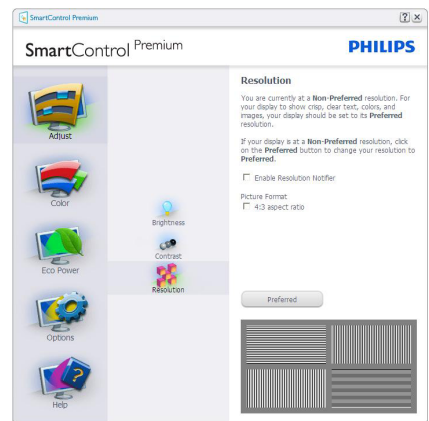 SmartControl Premium
SmartControl Premium
PHILIPS
Adjust
Color
Eco Power
Options
Help
Brightness
Contrast
Resolution
Resolution
You are currently at a Non-Preferred resolution. For
your display to show crisp, clear text, colors, and
images, your display should be set to its Preferred
resolution.
If your display is at a Non-Preferred resolution, click
on the Preferred button to change your resolution to
Preferred.
Enable Resolution Notifier
Picture Format
4:3 aspect ratio
Preferred